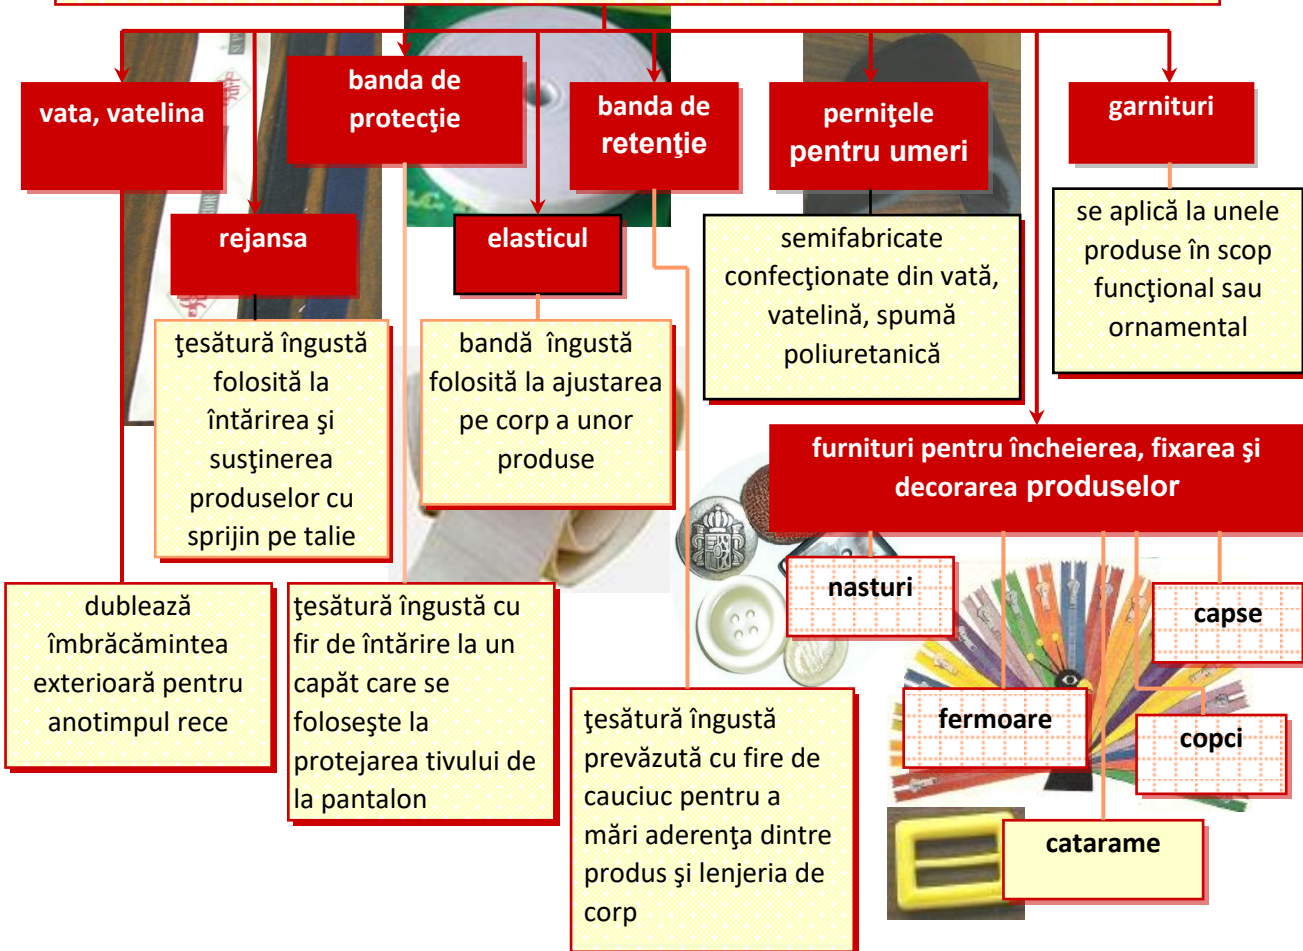 vata, vatelina
banda de
protecţie
banda de
retenţie
perniţele
pentru umeri
garnituri
rejansa
elasticul
semifabricate
confecţionate din vată,
vatelină, spumă
poliuretanică
se aplică la unele
produse în scop
funcţional sau
ornamental
ţesătură îngustă
folosită la
întărirea şi
susţinerea
produselor cu
sprijin pe talie
bandă îngustă
folosită la ajustarea
pe corp a unor
produse
furnituri pentru încheierea, fixarea şi
decorarea produselor
dublează
îmbrăcămintea
exterioară pentru
anotimpul rece
ţesătură îngustă cu
fir de întărire la un
capăt care se
foloseşte la
protejarea tivului de
la pantalon
ţesătură îngustă
prevăzută cu fire de
cauciuc pentru a
mări aderenţa dintre
produs şi lenjeria de
corp
nasturi
capse
fermoare
copci
catarame